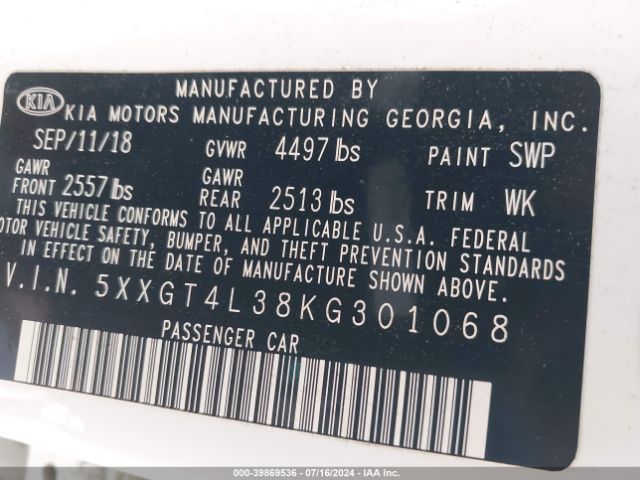 MANUFACTURED BY
KIA KIA MOTORS MANUFACTURING GEORGIA, INC.
SEP/11/18 GVWR 4497 lbs PAINT SWP
GAWR FRONT 2557 lbs GAWR REAR 2513 lbs TRIM WK
THIS VEHICLE CONFORMS TO ALL APPLICABLE U.S.A. FEDERAL
MOTOR VEHICLE SAFETY, BUMPER, AND THEFT PREVENTION STANDARDS
IN EFFECT ON THE DATE OF MANUFACTURE SHOWN ABOVE.
V.I.N. 5XXGT4L38KG301068
PASSENGER CAR
000-39869536 - 07/16/2024 - IAA Inc.